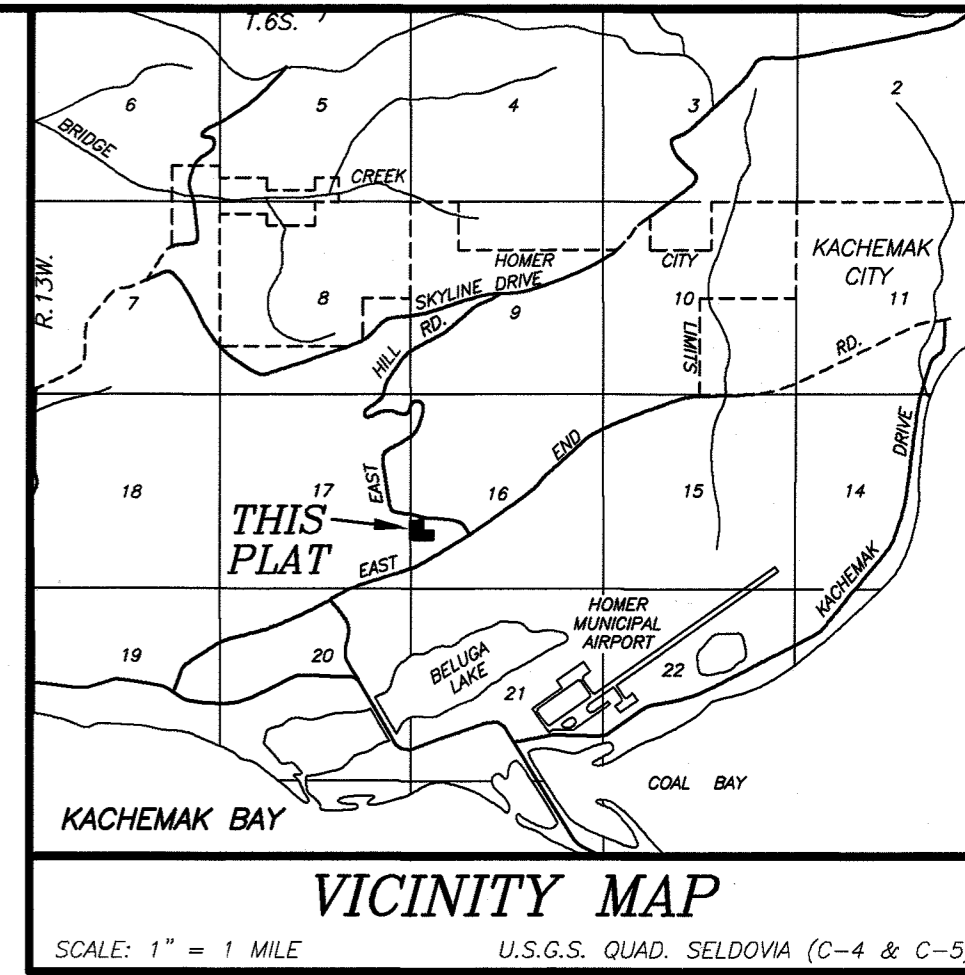 T.6S.
6
5
4
3
2
BRIDGE
CREEK
R.13W.
7
8
HOMER
CITY
LIMITS
KACHEMAK
CITY
SKYLINE DRIVE
9
10
11
EAST
HILL
RD.
EAST
END
RD.
18
17
16
15
14
THIS
PLAT
KACHEMAK
DRIVE
19
20
BELUGA
LAKE
21
HOMER
MUNICIPAL
AIRPORT
22
COAL BAY
KACHEMAK BAY
VICINITY MAP
SCALE: 1" = 1 MILE
U.S.G.S. QUAD. SELDOVIA (C-4 & C-5)